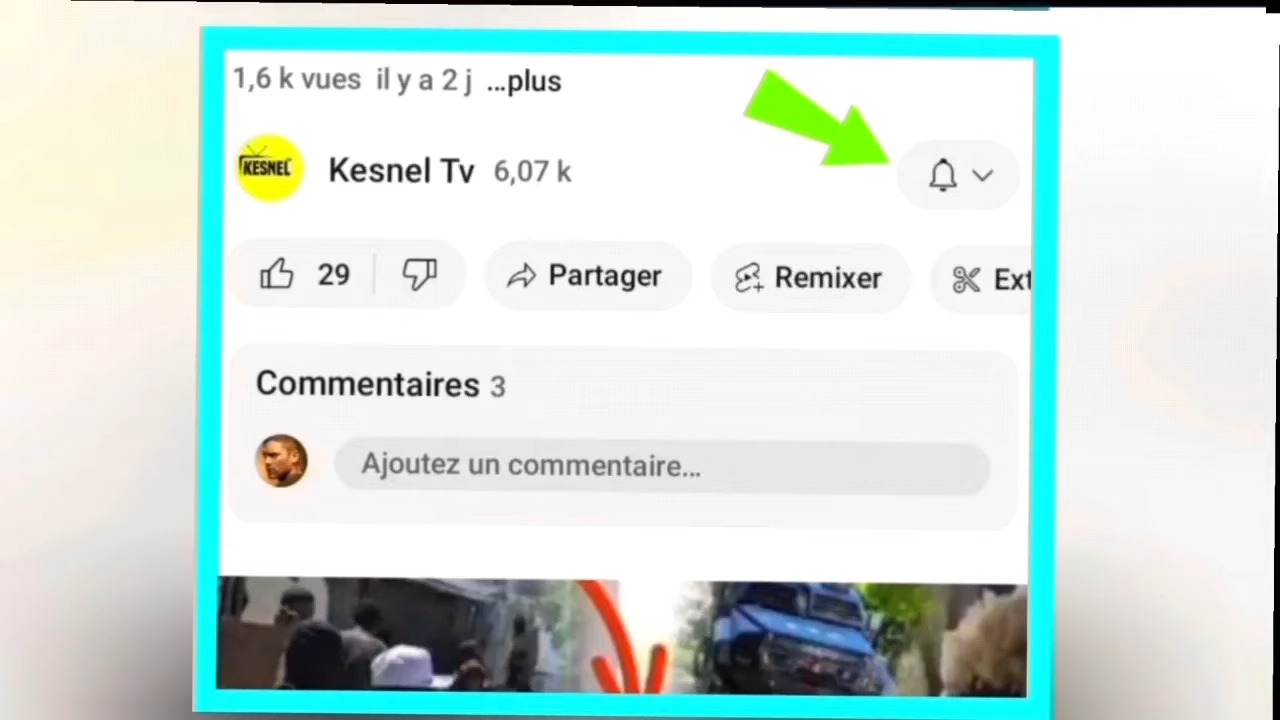 1,6 k vues il y a 2 j ...plus
KESNEL
Kesnel Tv 6,07 k
29
Partager
Remixer
Ext
Commentaires 3
Ajoutez un commentaire...